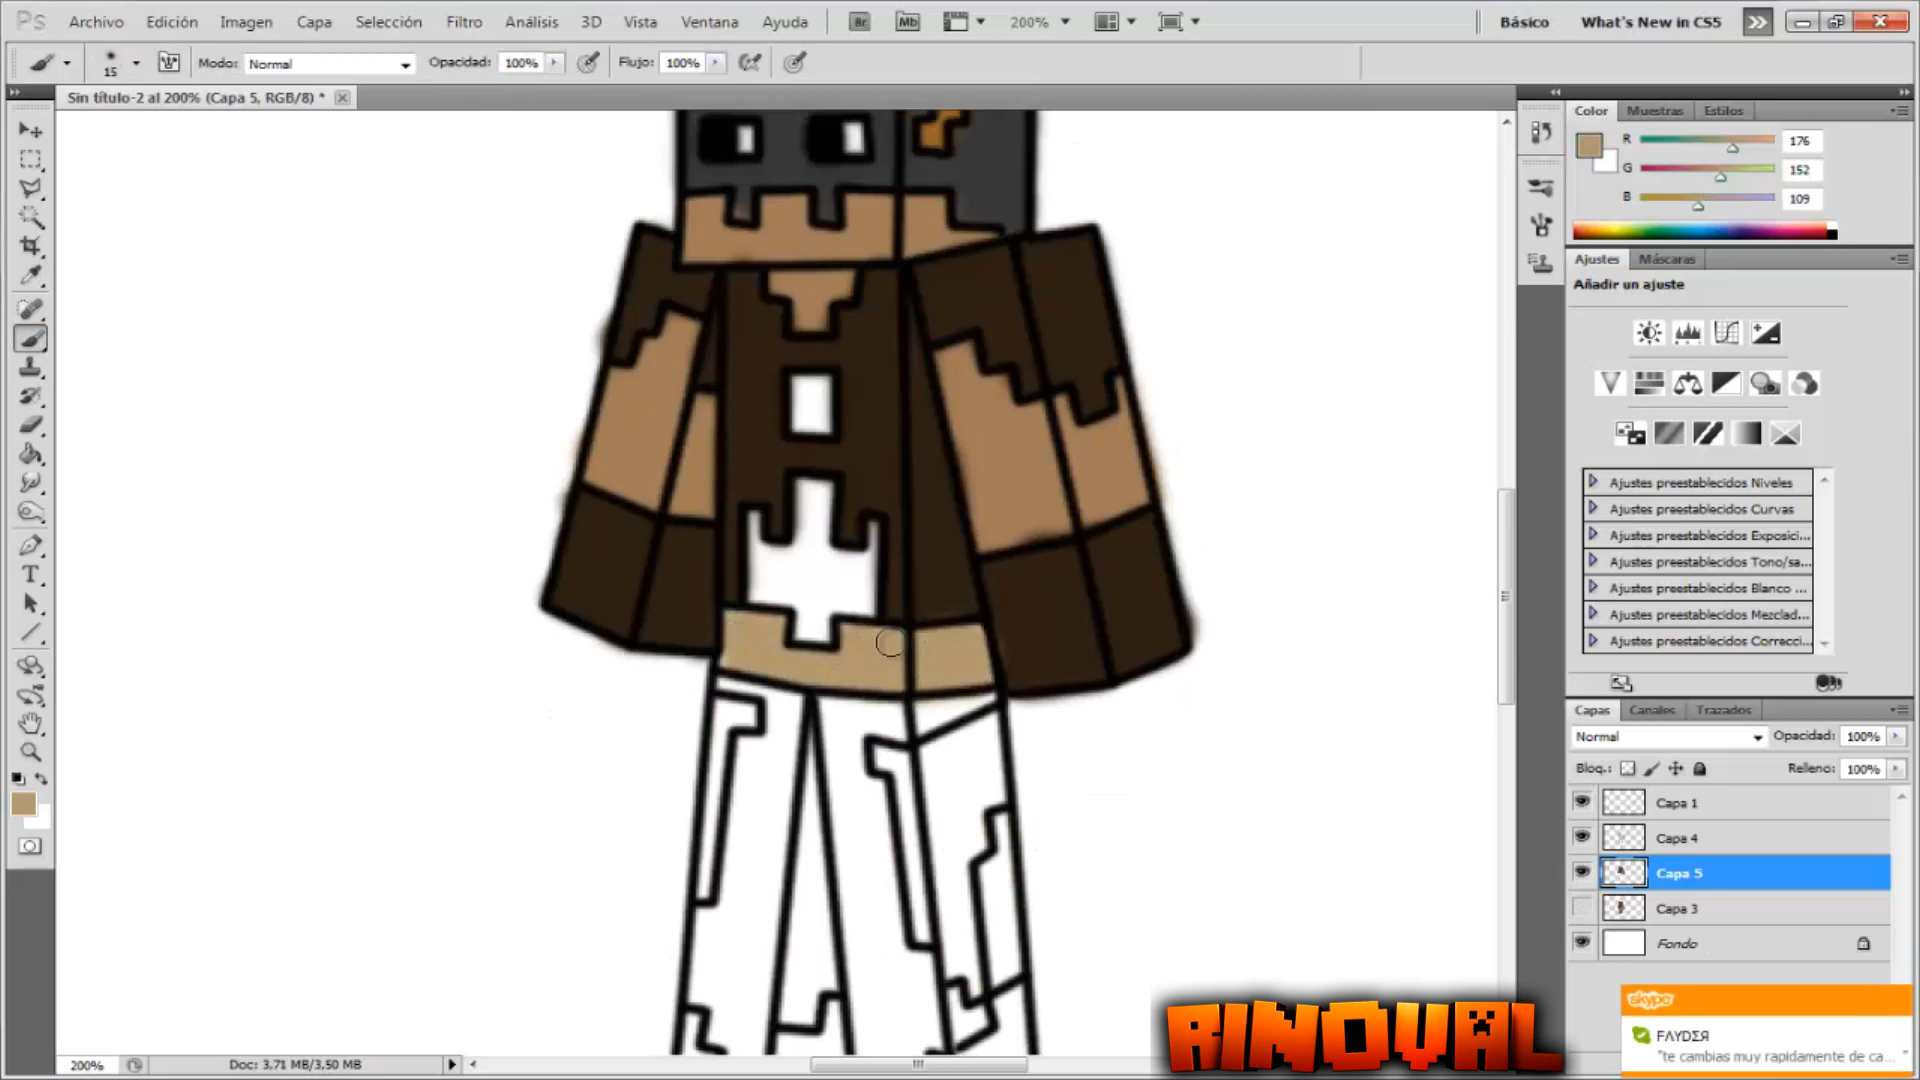 Ps Archivo Edición Imagen Capa Selección Filtro Análisis 3D Vista Ventana Ayuda Br Mb 200% Básico What's New in CS5
15 Modo: Normal Opacidad: 100% Flujo: 100%
Sin título-2 al 200% (Capa 5, RGB/8) *
Color Muestras Estilos
R 176
G 152
B 109
Ajustes Máscaras
Añadir un ajuste
Ajustes preestablecidos Niveles
Ajustes preestablecidos Curvas
Ajustes preestablecidos Exposici...
Ajustes preestablecidos Tono/sa...
Ajustes preestablecidos Blanco ...
Ajustes preestablecidos Mezclad...
Ajustes preestablecidos Correcci...
Capas Canales Trazados
Normal Opacidad: 100%
Bloq.: Relleno: 100%
Capa 1
Capa 4
Capa 5
Capa 3
Fondo
skype
FΛYDΣЯ
"te cambias muy rapidamente de ca... "
RINOVAL
200% Doc: 3,71 MB/3,50 MB